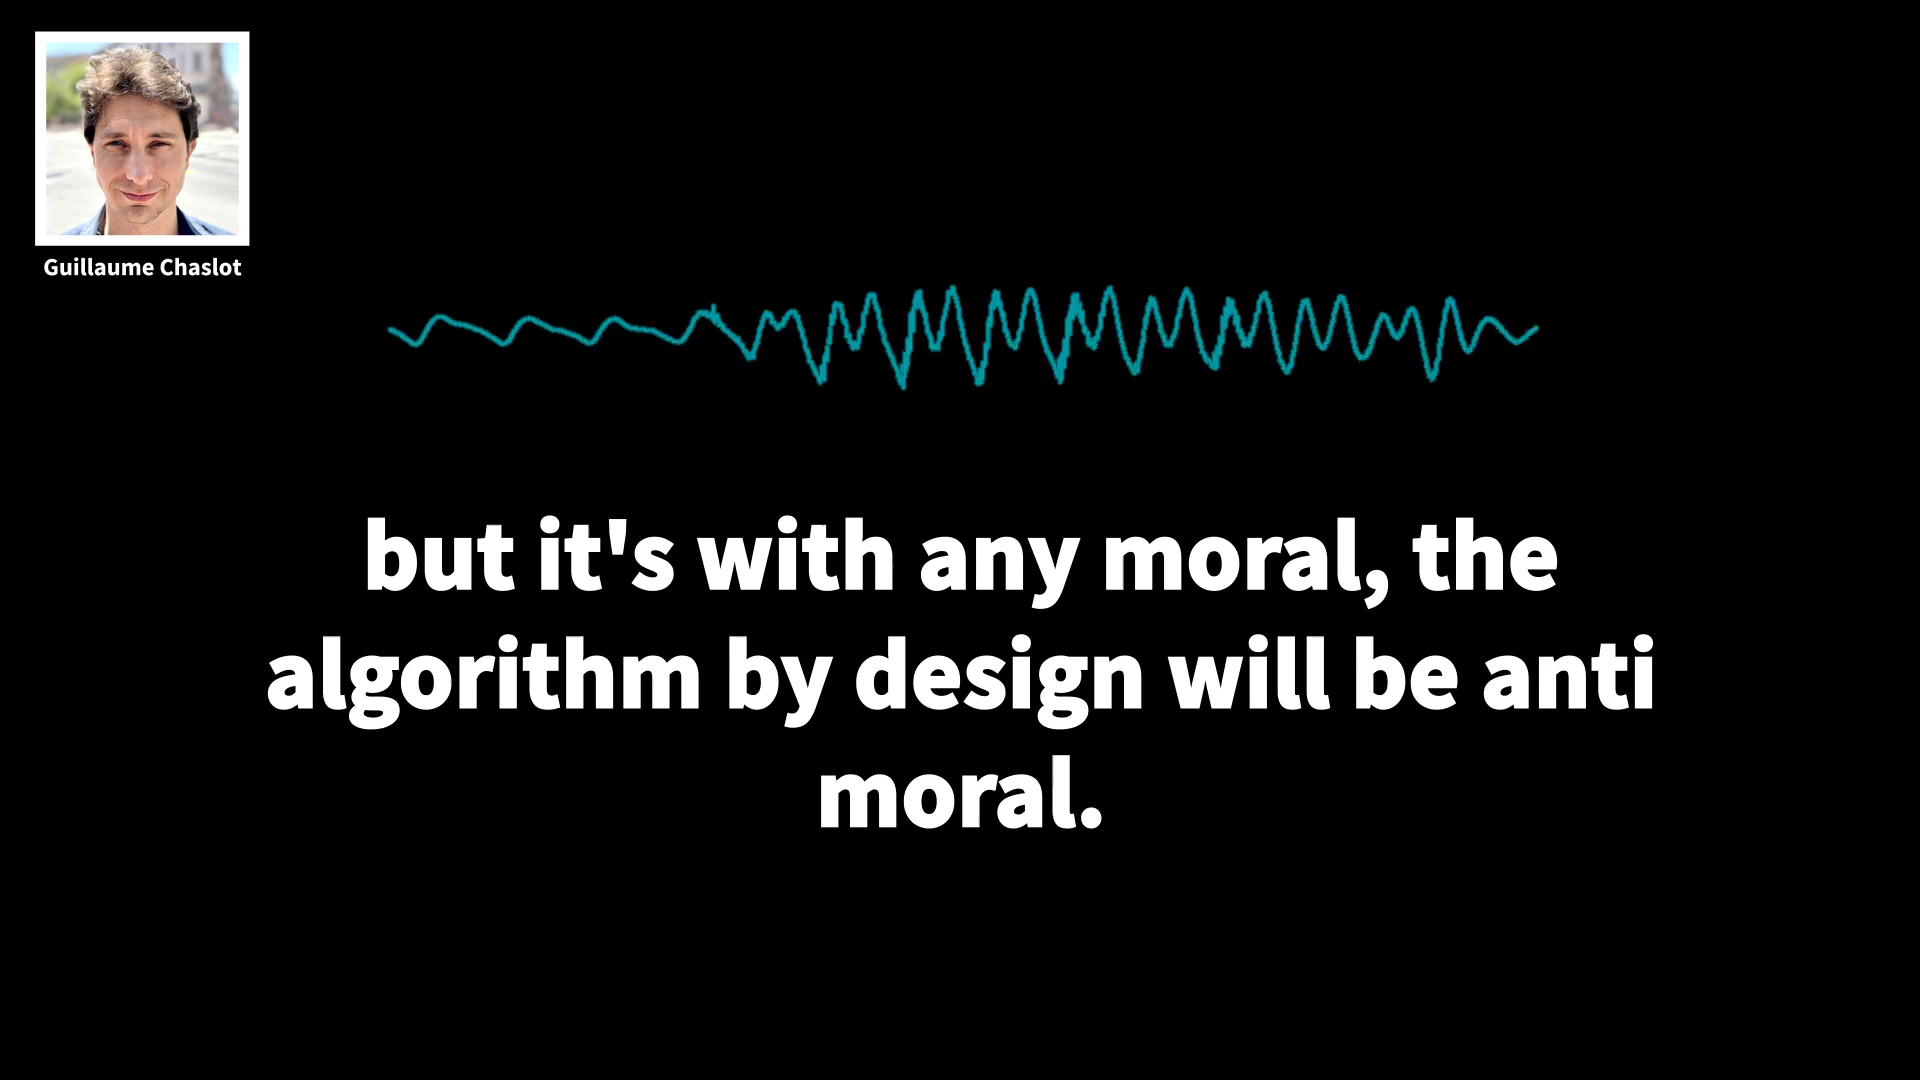 Guillaume Chaslot
but it's with any moral, the
algorithm by design will be anti
moral.